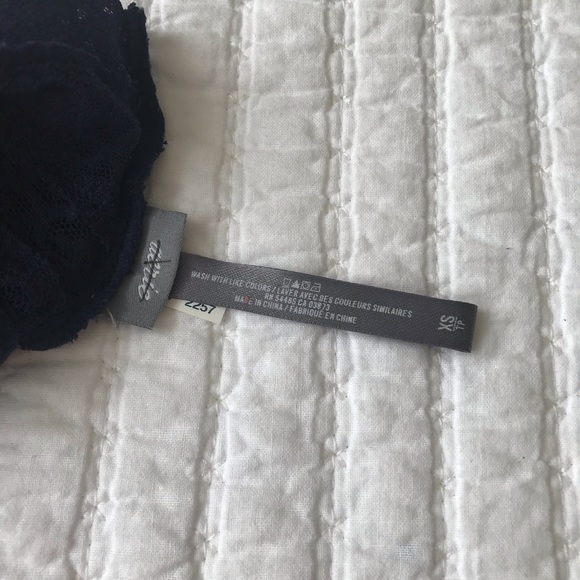 aerie
2257
WASH WITH LIKE COLORS / LAVER AVEC DES COULEURS SIMILAIRES
RN 54485 CA 03873
MADE IN CHINA / FABRIQUÉ EN CHINE
XS
TP